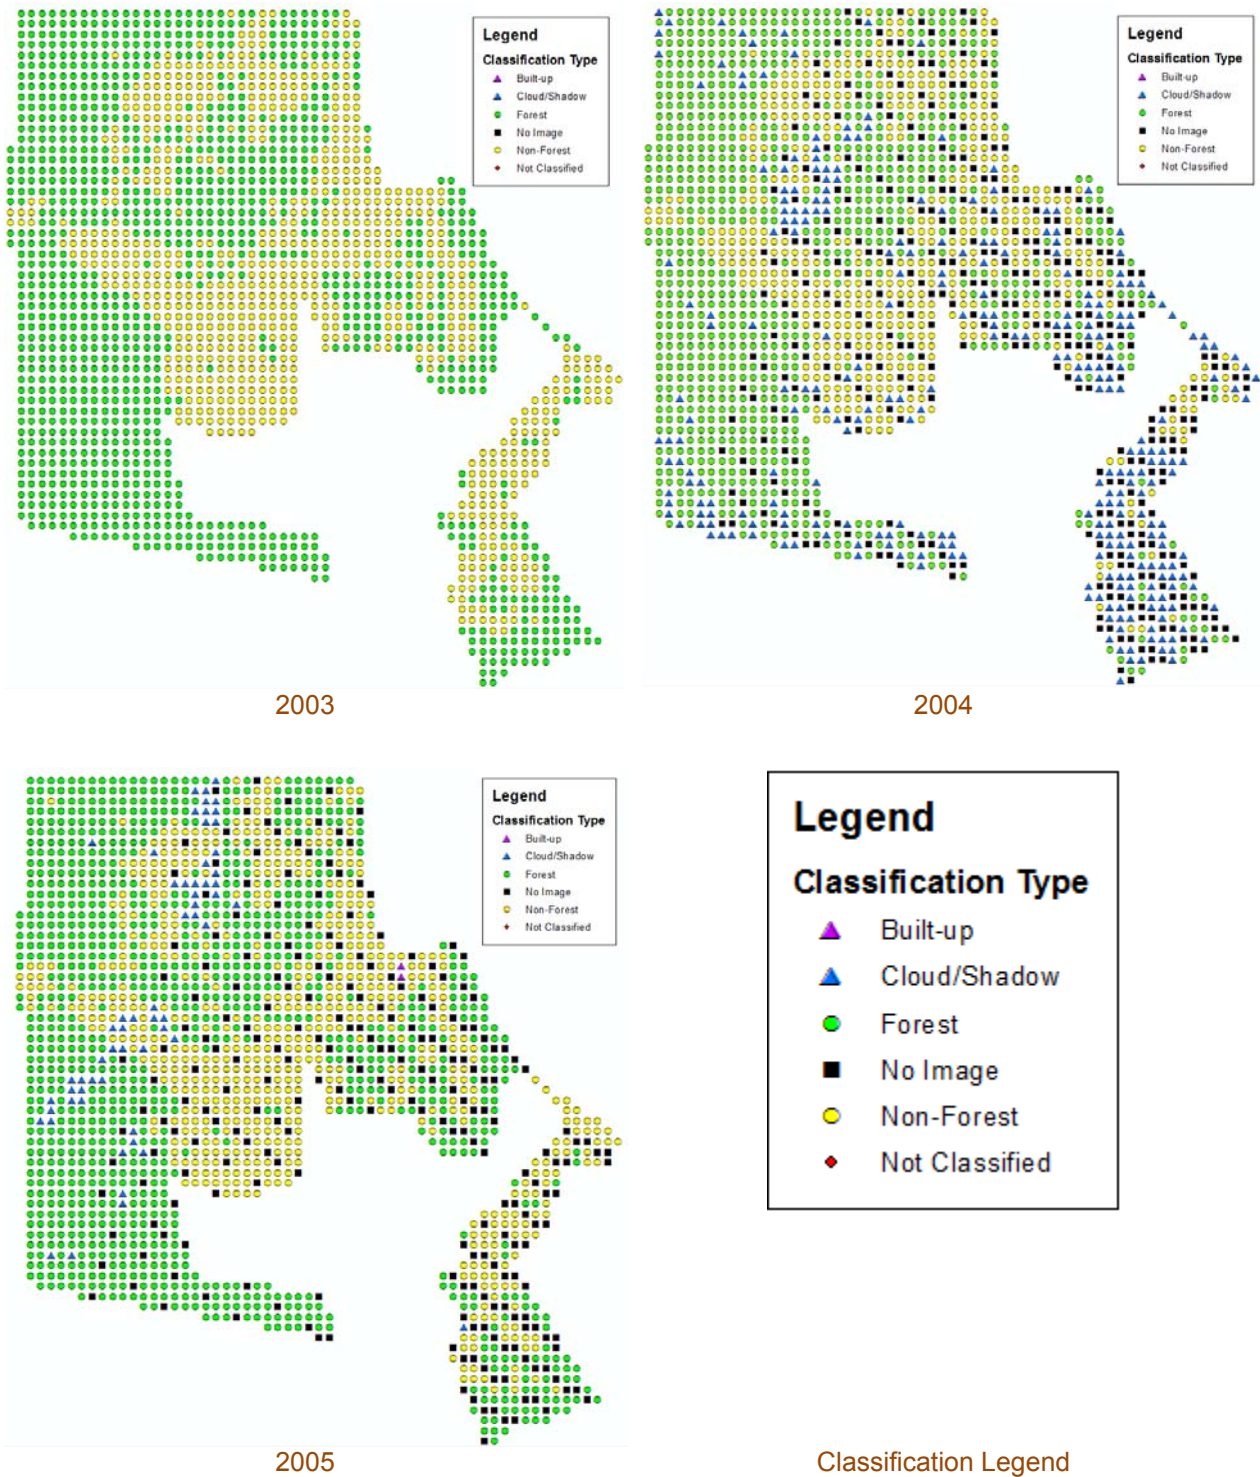 Legend
Classification Type
Built-up
Cloud/Shadow
Forest
No Image
Non-Forest
Not Classified
2003
Legend
Classification Type
Built-up
Cloud/Shadow
Forest
No Image
Non-Forest
Not Classified
2004
Legend
Classification Type
Built-up
Cloud/Shadow
Forest
No Image
Non-Forest
Not Classified
2005
Legend
Classification Type
Built-up
Cloud/Shadow
Forest
No Image
Non-Forest
Not Classified
Classification Legend